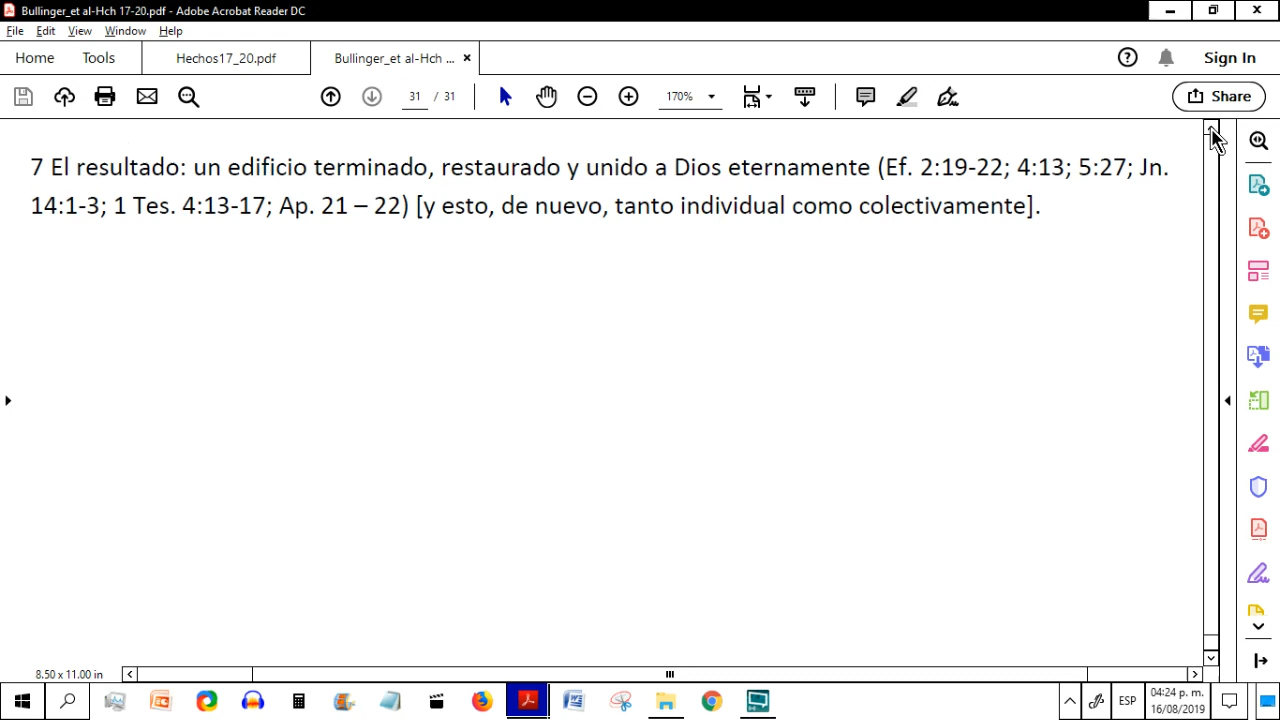 Bullinger_et al-Hch 17-20.pdf - Adobe Acrobat Reader DC
File Edit View Window Help
Home Tools Hechos17_20.pdf Bullinger_et al-Hch ... × Sign In
31 / 31 170% Share
7 El resultado: un edificio terminado, restaurado y unido a Dios eternamente (Ef. 2:19-22; 4:13; 5:27; Jn.
14:1-3; 1 Tes. 4:13-17; Ap. 21 – 22) [y esto, de nuevo, tanto individual como colectivamente].
8.50 x 11.00 in
ESP 04:24 p. m.
16/08/2019